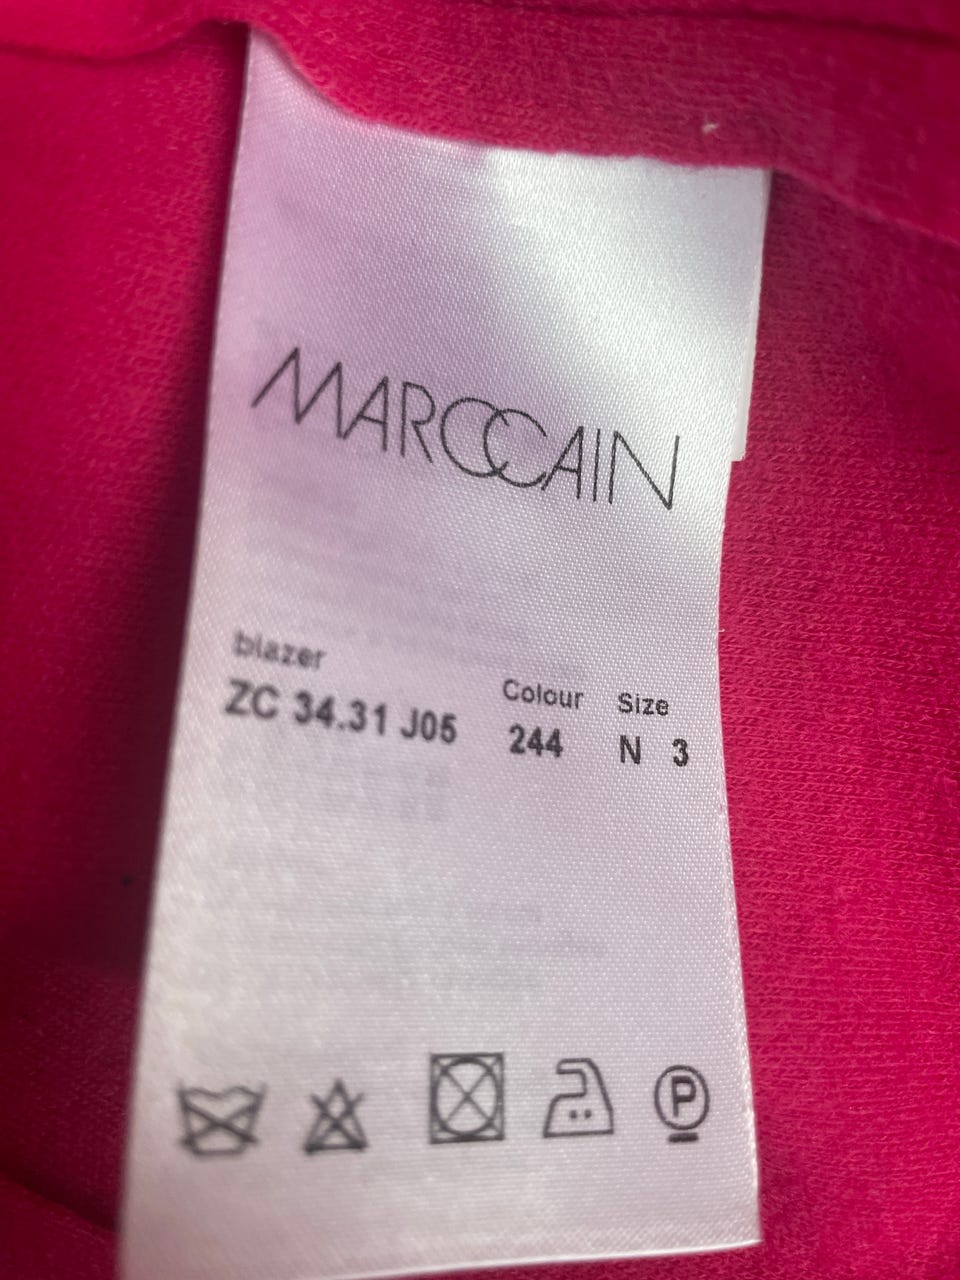 MARCCAIN
blazer Colour Size
ZC 34.31 J05 244 N 3
P